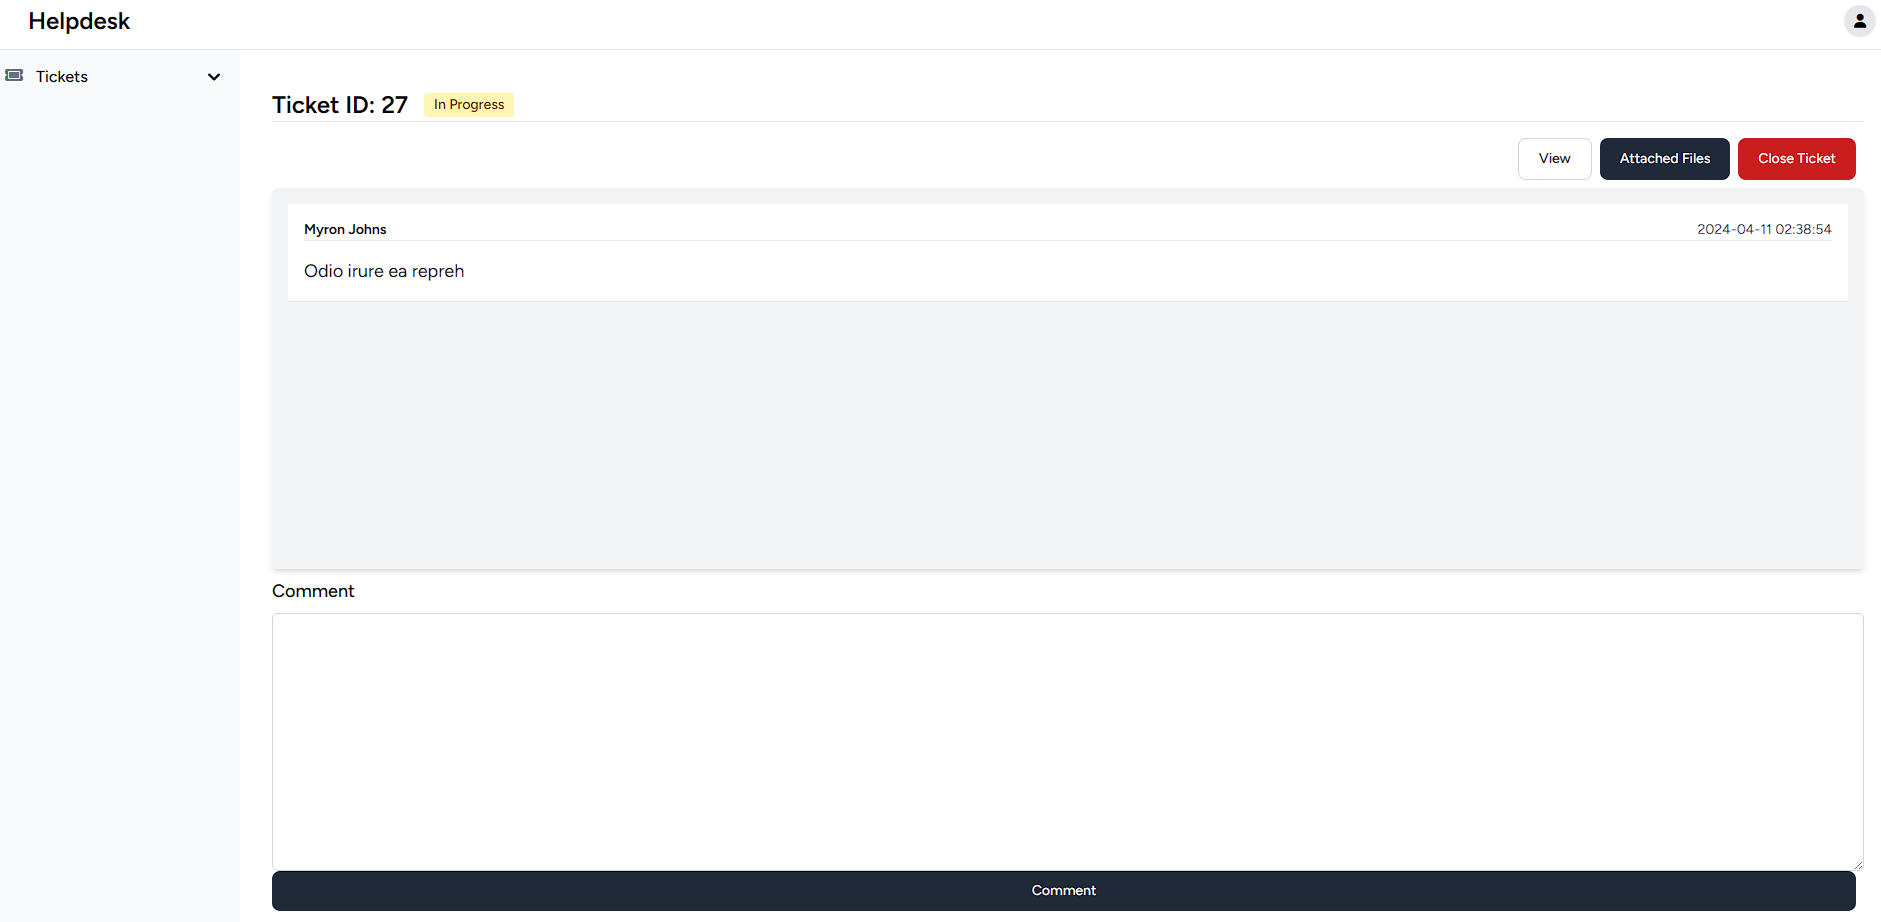 Helpdesk
Tickets
Ticket ID: 27 In Progress
View Attached Files Close Ticket
Myron Johns 2024-04-11 02:38:54
Odio irure ea repreh
Comment
Comment